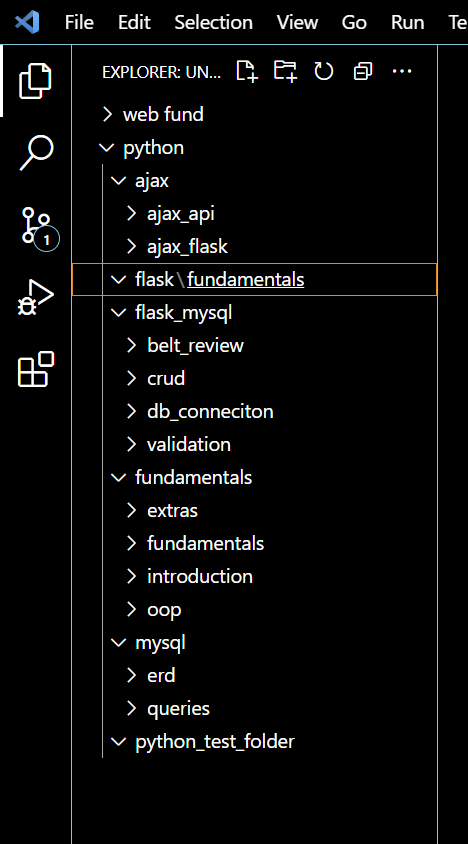 File Edit Selection View Go Run Te
EXPLORER: UN...
web fund
python
ajax
ajax_api
ajax_flask
flask\fundamentals
flask_mysql
belt_review
crud
db_conneciton
validation
fundamentals
extras
fundamentals
introduction
oop
mysql
erd
queries
python_test_folder
1